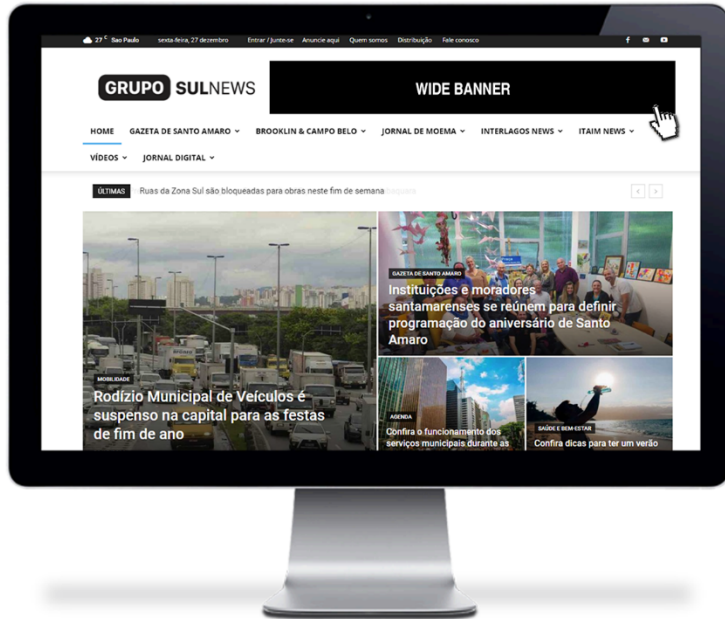 27 C Sao Paulo sexta-feira, 27 dezembro Entrar / Junte-se Anuncie aqui Quem somos Distribuição Fale conosco
GRUPO SULNEWS
WIDE BANNER
HOME GAZETA DE SANTO AMARO BROOKLIN & CAMPO BELO JORNAL DE MOEMA INTERLAGOS NEWS ITAIM NEWS
VÍDEOS JORNAL DIGITAL
ÚLTIMAS Ruas da Zona Sul são bloqueadas para obras neste fim de semana
MOBILIDADE
Rodízio Municipal de Veículos é
suspenso na capital para as festas
de fim de ano
GAZETA DE SANTO AMARO
Instituições e moradores
santamarenses se reúnem para definir
programação do aniversário de Santo
Amaro
AGENDA
Confira o funcionamento dos
serviços municipais durante as
SAÚDE E BEM-ESTAR
Confira dicas para ter um verão